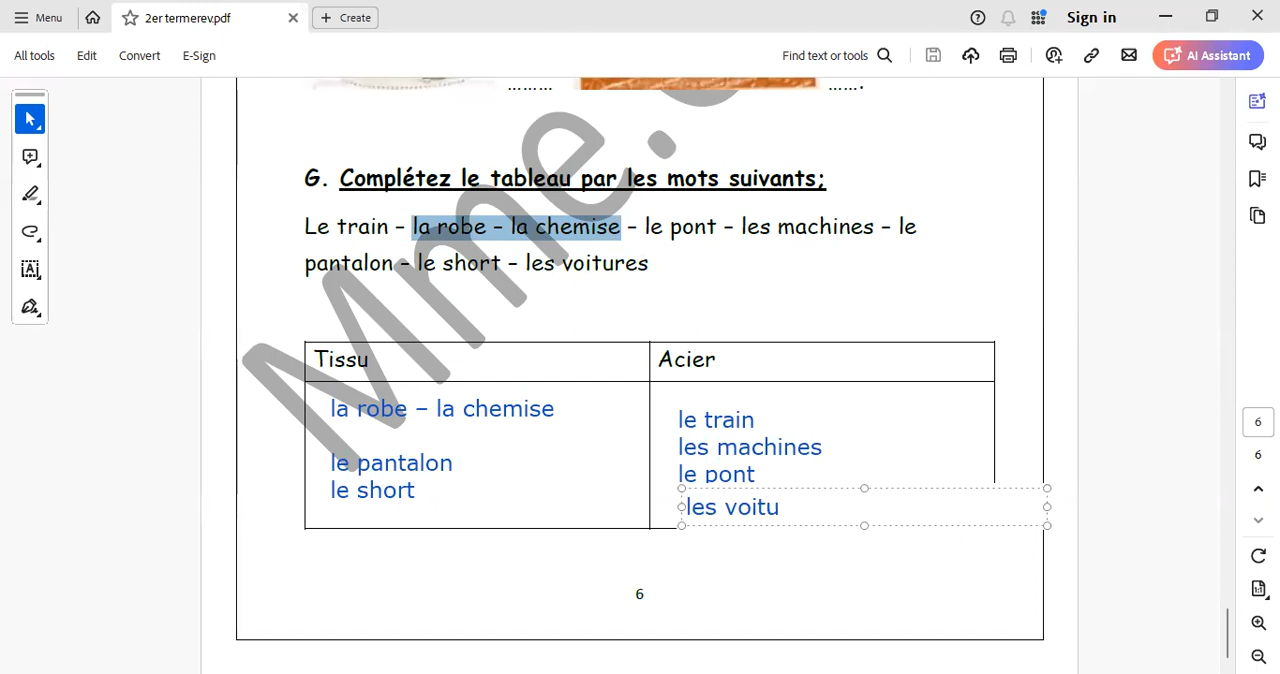 Menu
2er termerev.pdf
Create
Sign in
All tools
Edit
Convert
E-Sign
Find text or tools
AI Assistant
.........
.......
Mme.
G. Complétez le tableau par les mots suivants;
Le train – la robe – la chemise – le pont – les machines – le
pantalon – le short – les voitures
Tissu
Acier
la robe – la chemise
le pantalon
le short
le train
les machines
le pont
les voitu
6
6
6